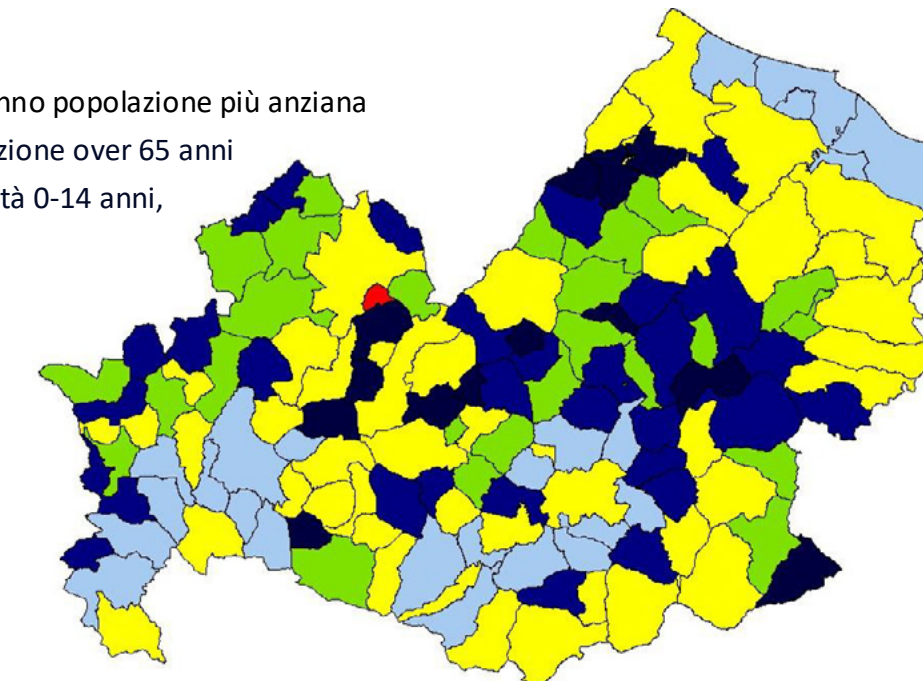 nno popolazione più anziana
zione over 65 anni
tà 0-14 anni,